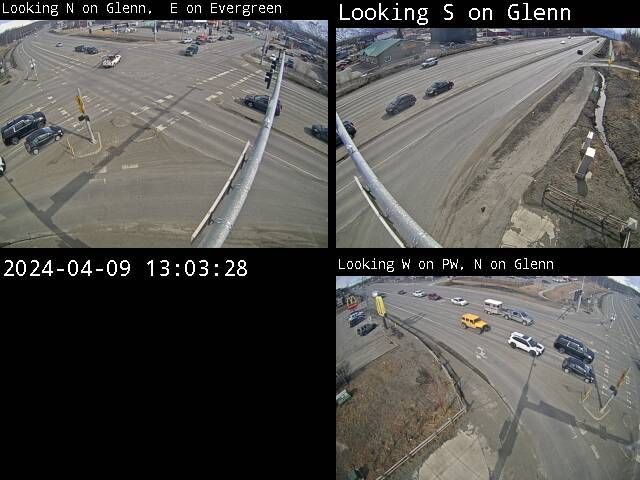 Looking N on Glenn,  E on Evergreen
Looking S on Glenn
2024-04-09 13:03:28
Looking W on PW, N on Glenn